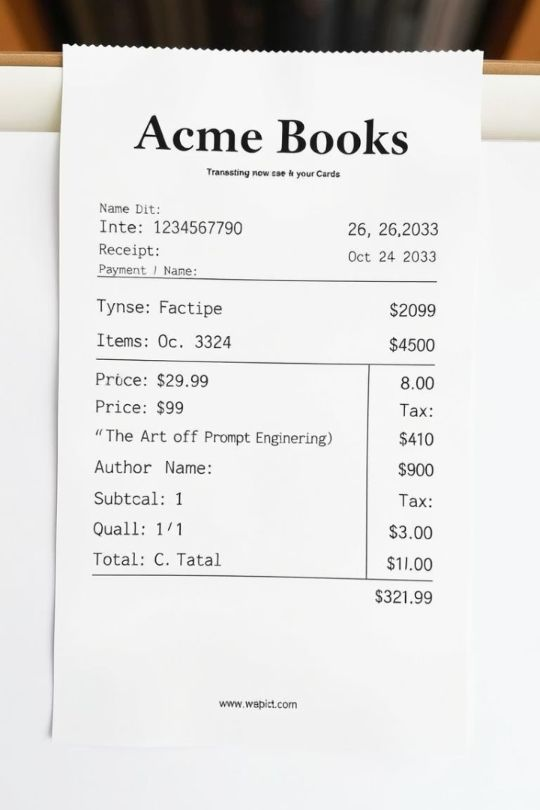 Acme Books
Transsting now cae & your Cards
Name Dit:
Inte: 1234567790 26, 26,2033
Receipt: Oct 24 2033
Payment / Name:
Tynse: Factipe $2099
Items: Oc. 3324 $4500
Proce: $29.99 8.00
Price: $99 Tax:
“The Art off Prompt Enginering) $410
Author Name: $900
Subtcal: 1 Tax:
Quall: 1/1 $3.00
Total: C. Tatal $11.00
$321.99
www.wapict.com